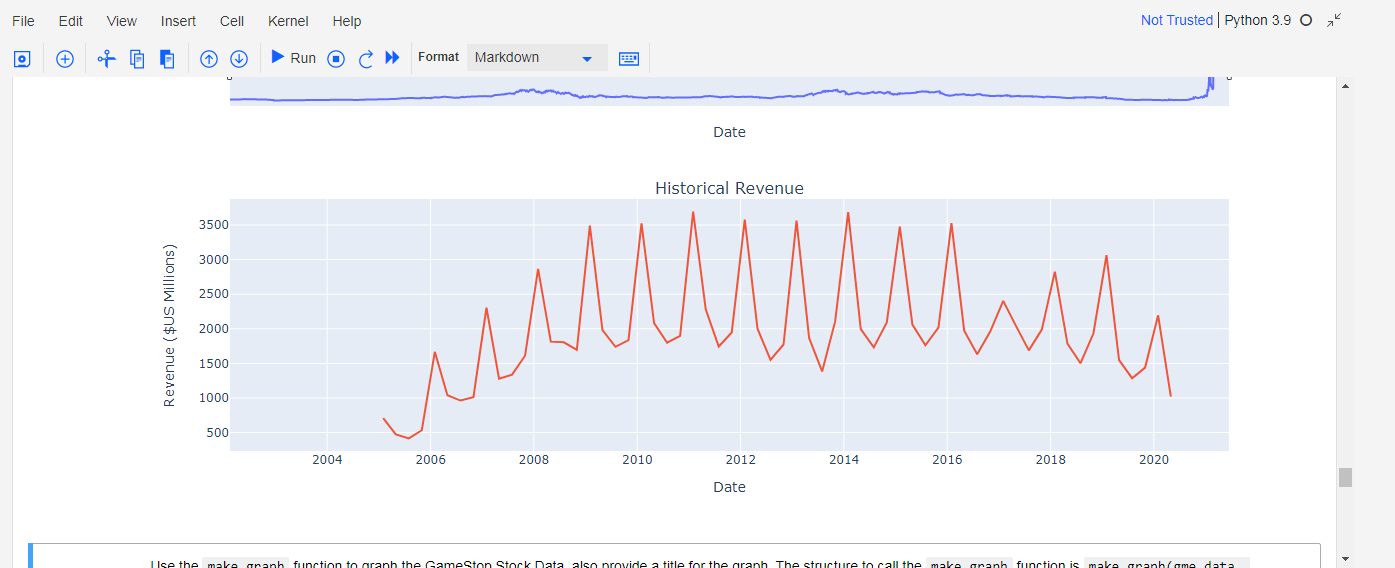 File Edit View Insert Cell Kernel Help Not Trusted Python 3.9
Run Format Markdown
Date
Historical Revenue
3500
3000
2500
2000
1500
1000
500
Revenue ($US Millions)
2004 2006 2008 2010 2012 2014 2016 2018 2020
Date
Use the make_graph function to graph the GameStop Stock Data, also provide a title for the graph. The structure to call the make_graph function is make_graph(gme_data,